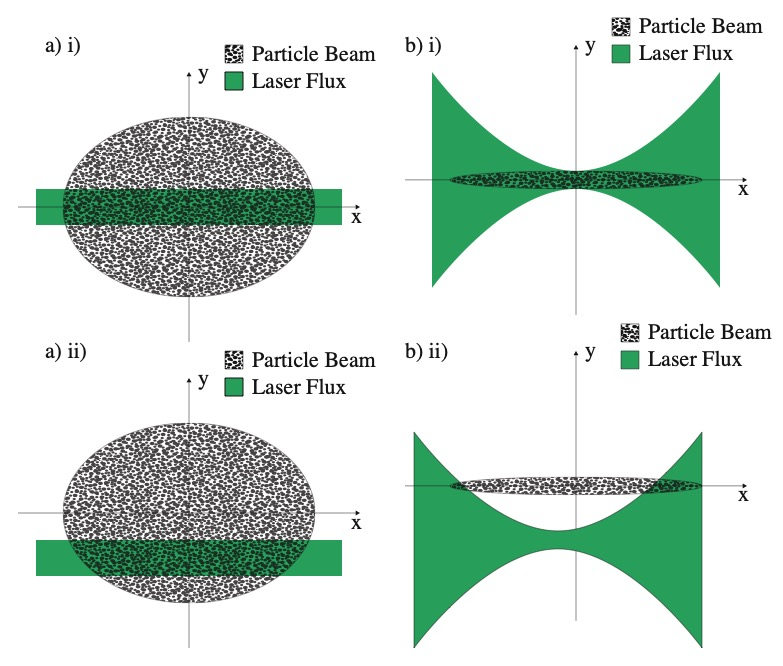 a) i)
Particle Beam
Laser Flux
y
x
b) i)
Particle Beam
Laser Flux
y
x
a) ii)
Particle Beam
Laser Flux
y
x
b) ii)
Particle Beam
Laser Flux
y
x